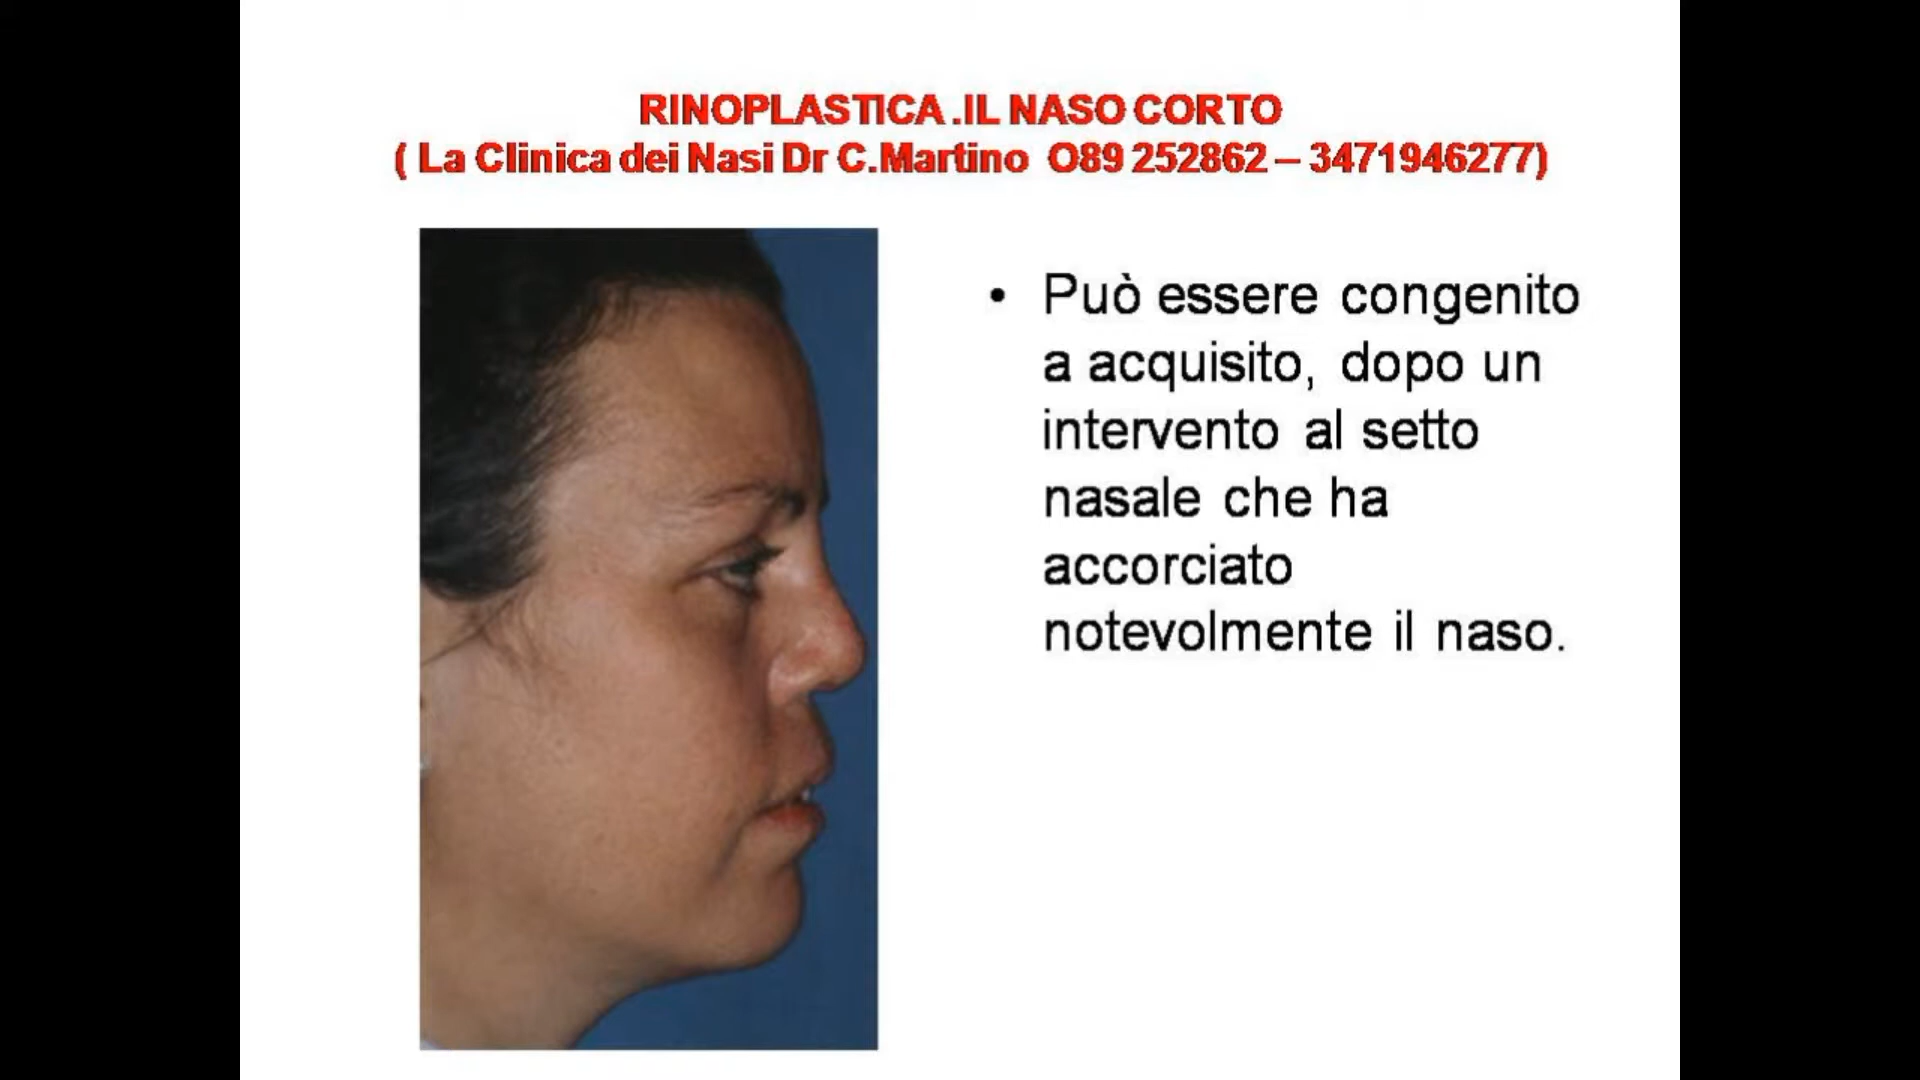 RINOPLASTICA .IL NASO CORTO
( La Clinica dei Nasi Dr C.Martino O89 252862 – 3471946277)
• Può essere congenito
a acquisito, dopo un
intervento al setto
nasale che ha
accorciato
notevolmente il naso.